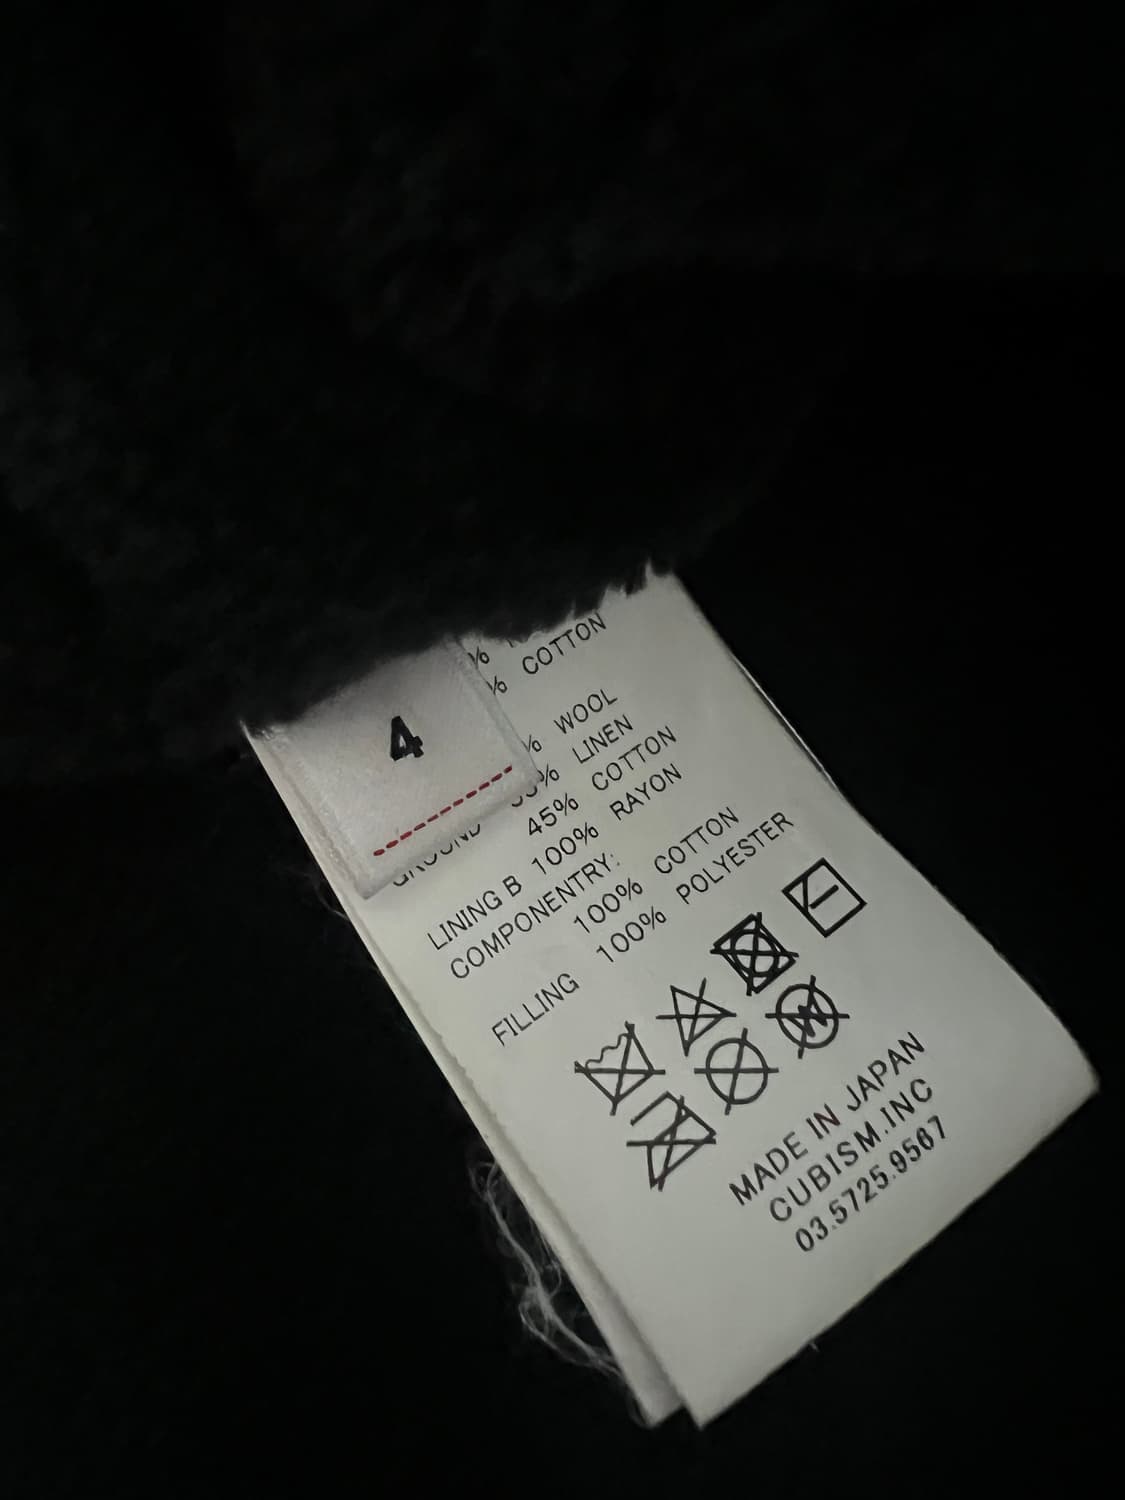 4
% COTTON
% WOOL
% LINEN
GROUND 45% COTTON
LINING B 100% RAYON
COMPONENTRY:
100% COTTON
FILLING 100% POLYESTER
MADE IN JAPAN
CUBISM.INC
03.5725.9567